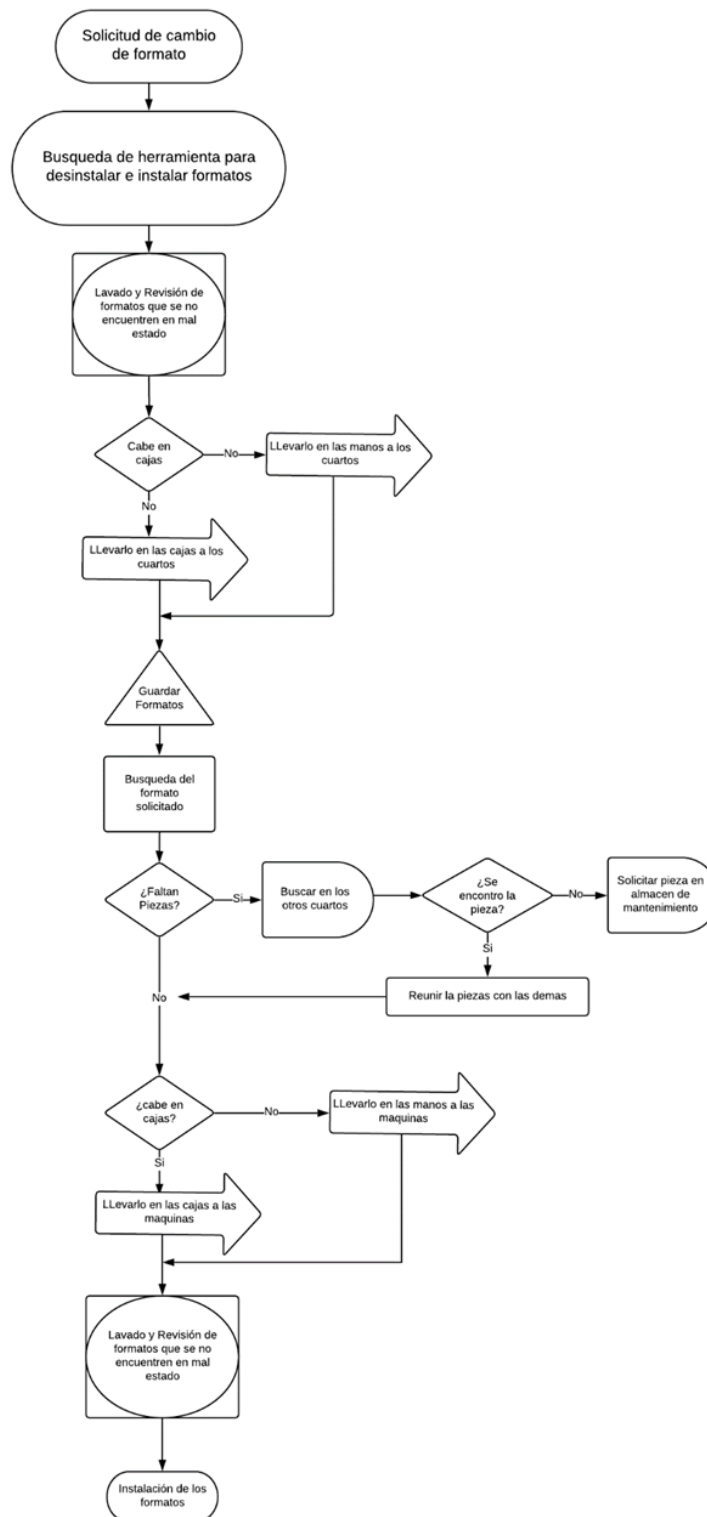 Solicitud de cambio
de formato
Busqueda de herramienta para
desinstalar e instalar formatos
Lavado y Revisión de
formatos que se no
encuentren en mal
estado
Cabe en
cajas
No
LLevarlo en las manos a los
cuartos
No
LLevarlo en las cajas a los
cuartos
Guardar
Formatos
Busqueda del
formato
solicitado
¿Faltan
Piezas?
Si
Buscar en los
otros cuartos
¿Se
encontro la
pieza?
No
Solicitar pieza en
almacen de
mantenimiento
Si
Reunir la piezas con las demas
No
¿cabe en
cajas?
No
LLevarlo en las manos a las
maquinas
Si
LLevarlo en las cajas a las
maquinas
Lavado y Revisión de
formatos que se no
encuentren en mal
estado
Instalación de los
formatos